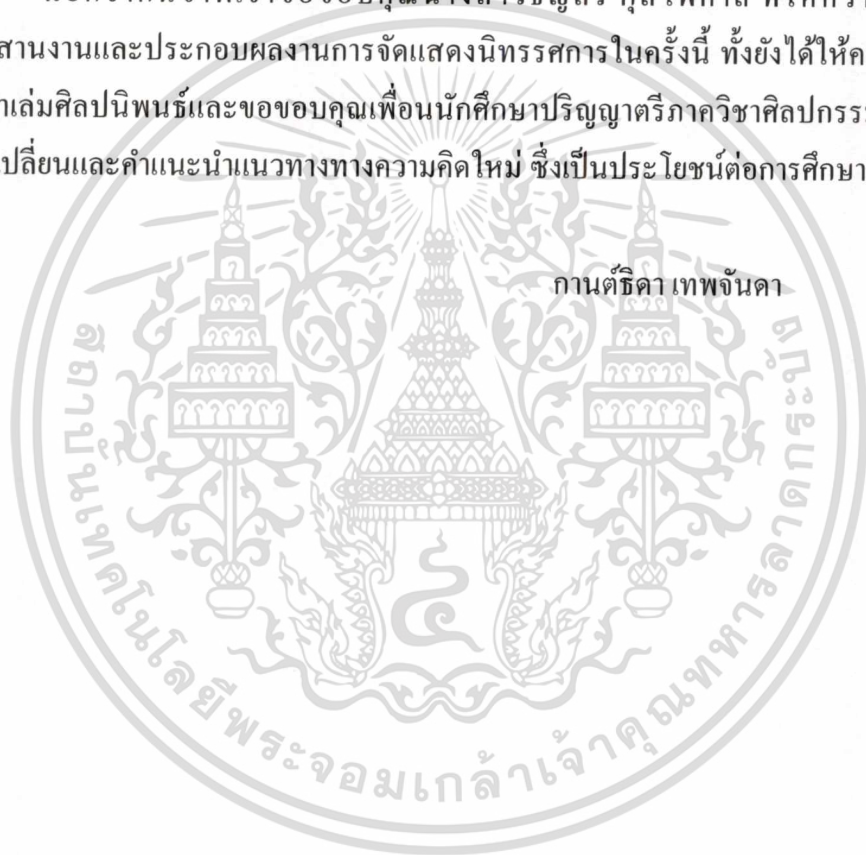 สานงานและประกอบผลงานการจัดแสดงนิทรรศการในครั้งนี้ ทั้งยังได้ให้ค
าเล่มศิลปนิพนธ์และขอขอบคุณเพื่อนนักศึกษาปริญญาตรีภาควิชาศิลปกรร
เปลี่ยนและคำแนะนำแนวทางทางความคิดใหม่ ซึ่งเป็นประโยชน์ต่อการศึกษา
กานต์ธิดา เทพจันดา
สถาบันเทคโนโลยีพระจอมเกล้าเจ้าคุณทหารลาดกระบัง
๔